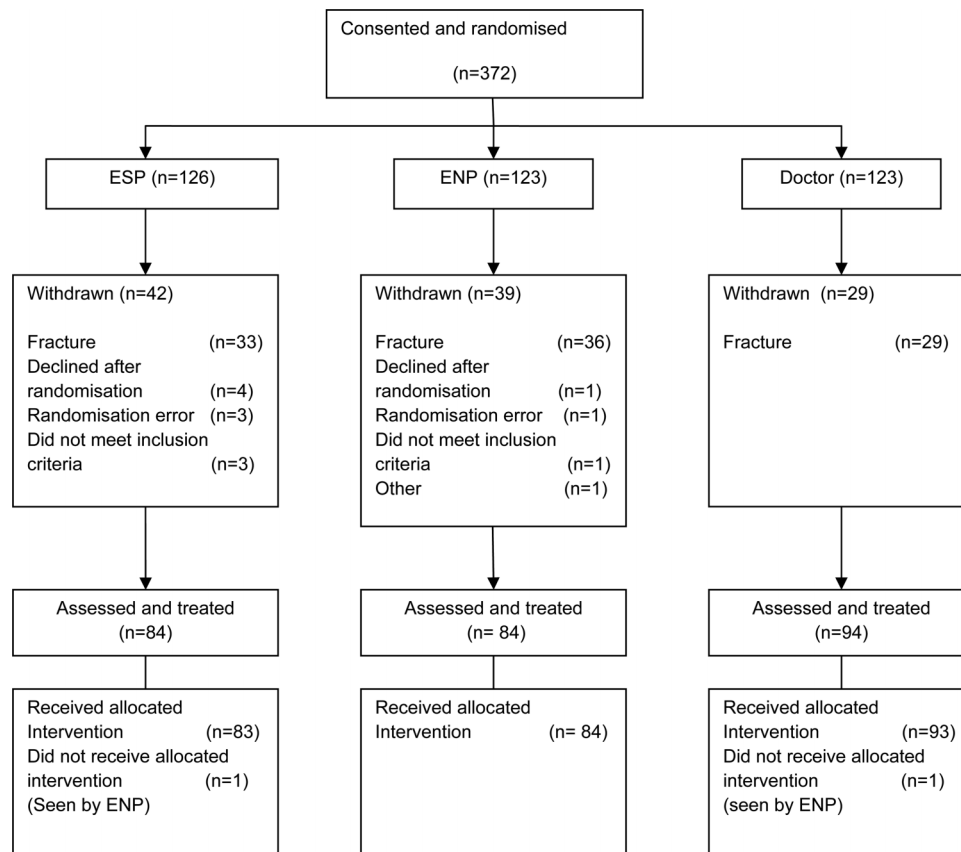 Consented and randomised
(n=372)
ESP (n=126)
ENP (n=123)
Doctor (n=123)
Withdrawn (n=42)
Fracture (n=33)
Declined after
randomisation (n=4)
Randomisation error (n=3)
Did not meet inclusion
criteria (n=3)
Withdrawn (n=39)
Fracture (n=36)
Declined after
randomisation (n=1)
Randomisation error (n=1)
Did not meet inclusion
criteria (n=1)
Other (n=1)
Withdrawn (n=29)
Fracture (n=29)
Assessed and treated
(n=84)
Assessed and treated
(n= 84)
Assessed and treated
(n=94)
Received allocated
Intervention (n=83)
Did not receive allocated
intervention (n=1)
(Seen by ENP)
Received allocated
Intervention (n= 84)
Received allocated
Intervention (n=93)
Did not receive allocated
intervention (n=1)
(seen by ENP)